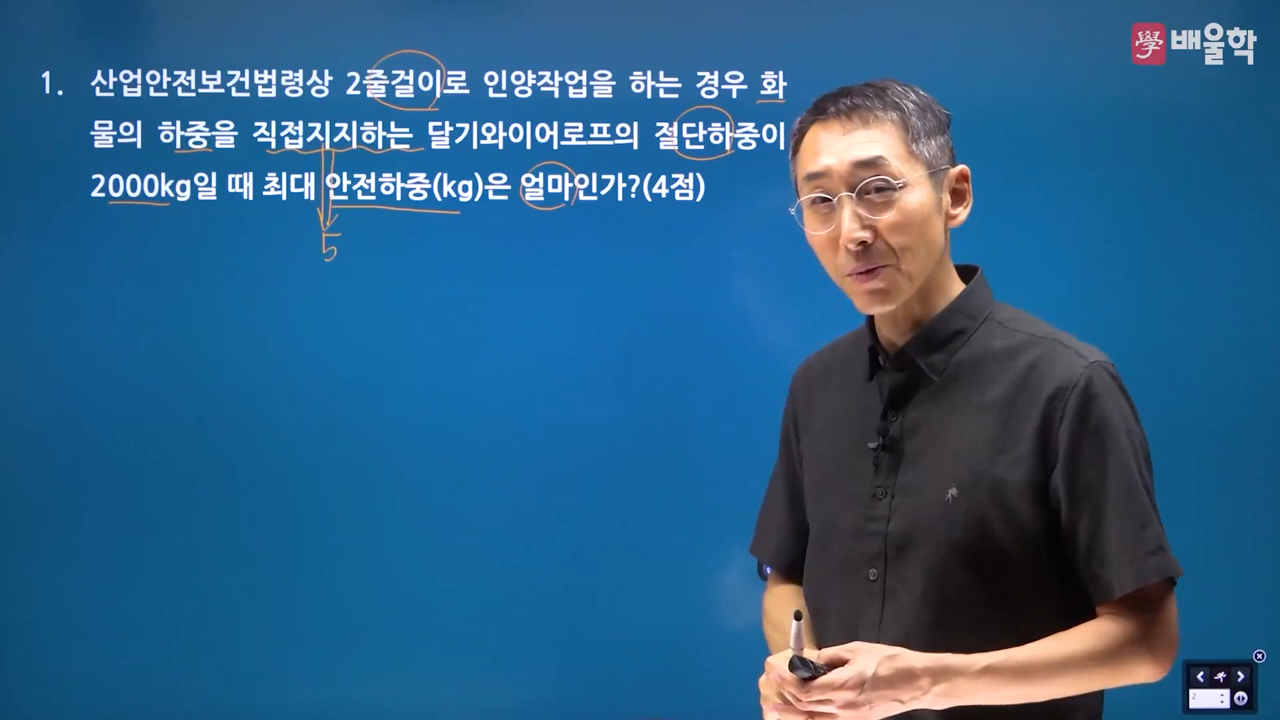 學 배울학
1. 산업안전보건법령상 2줄걸이로 인양작업을 하는 경우 화
물의 하중을 직접지지하는 달기와이어로프의 절단하중이
2000kg일 때 최대 안전하중(kg)은 얼마인가?(4점)
5
2